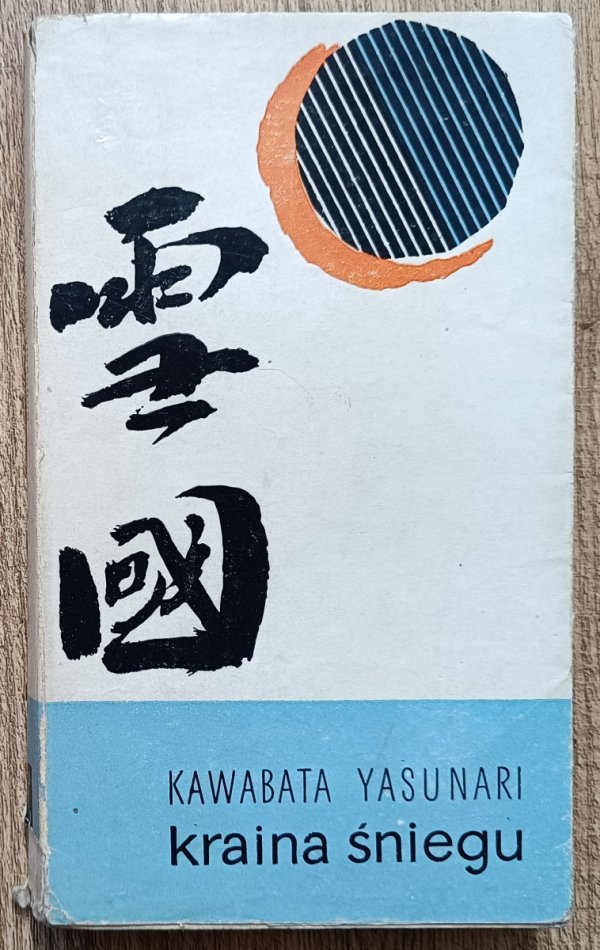 雪國
KAWABATA YASUNARI
kraina śniegu